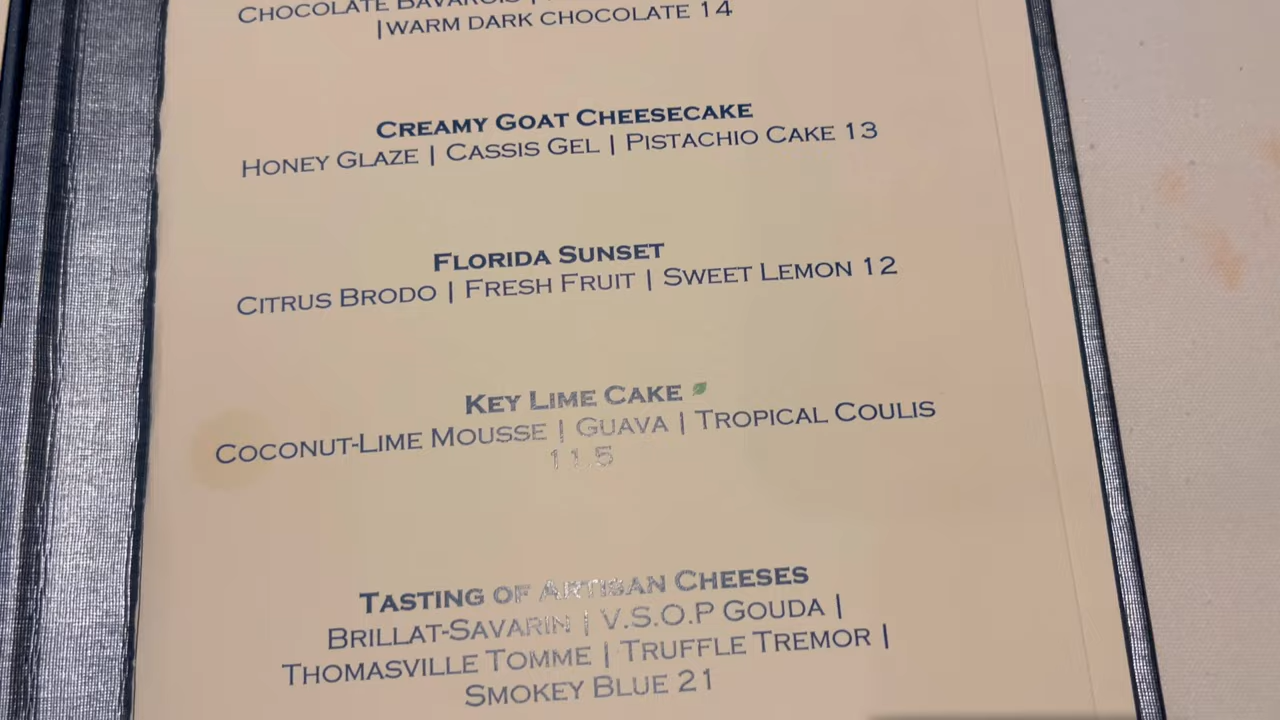 CHOCOLATE BAVAROIS |
|WARM DARK CHOCOLATE 14
CREAMY GOAT CHEESECAKE
HONEY GLAZE | CASSIS GEL | PISTACHIO CAKE 13
FLORIDA SUNSET
CITRUS BRODO | FRESH FRUIT | SWEET LEMON 12
KEY LIME CAKE
COCONUT-LIME MOUSSE | GUAVA | TROPICAL COULIS
11.5
TASTING OF ARTISAN CHEESES
BRILLAT-SAVARIN | V.S.O.P GOUDA |
THOMASVILLE TOMME | TRUFFLE TREMOR |
SMOKEY BLUE 21